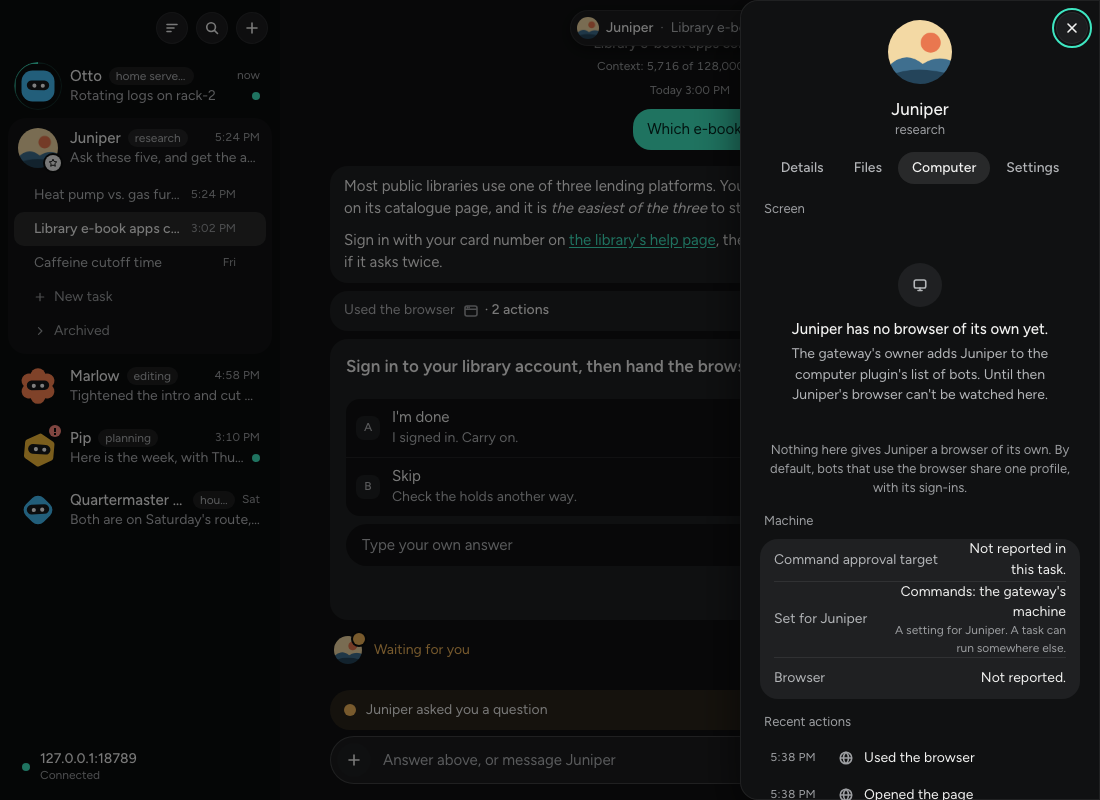 Otto
home serve...
now
Rotating logs on rack-2
Juniper
research
5:24 PM
Ask these five, and get the a...
Heat pump vs. gas fur...
5:24 PM
Library e-book apps c...
3:02 PM
Caffeine cutoff time
Fri
New task
Archived
Marlow
editing
4:58 PM
Tightened the intro and cut ...
Pip
planning
3:10 PM
Here is the week, with Thu...
Quartermaster ...
hou...
Sat
Both are on Saturday's route,...
127.0.0.1:18789
Connected
Juniper · Library e-b
Context: 5,716 of 128,000
Today 3:00 PM
Which e-book
Most public libraries use one of three lending platforms. You
on its catalogue page, and it is the easiest of the three to st
Sign in with your card number on the library's help page, the
if it asks twice.
Used the browser · 2 actions
Sign in to your library account, then hand the brows
A
I'm done
I signed in. Carry on.
B
Skip
Check the holds another way.
Type your own answer
Waiting for you
Juniper asked you a question
Answer above, or message Juniper
Juniper
research
Details
Files
Computer
Settings
Screen
Juniper has no browser of its own yet.
The gateway's owner adds Juniper to the
computer plugin's list of bots. Until then
Juniper's browser can't be watched here.
Nothing here gives Juniper a browser of its own. By
default, bots that use the browser share one profile,
with its sign-ins.
Machine
Command approval target
Not reported in
this task.
Set for Juniper
Commands: the gateway's
machine
A setting for Juniper. A task can
run somewhere else.
Browser
Not reported.
Recent actions
5:38 PM
Used the browser
5:38 PM
Opened the page